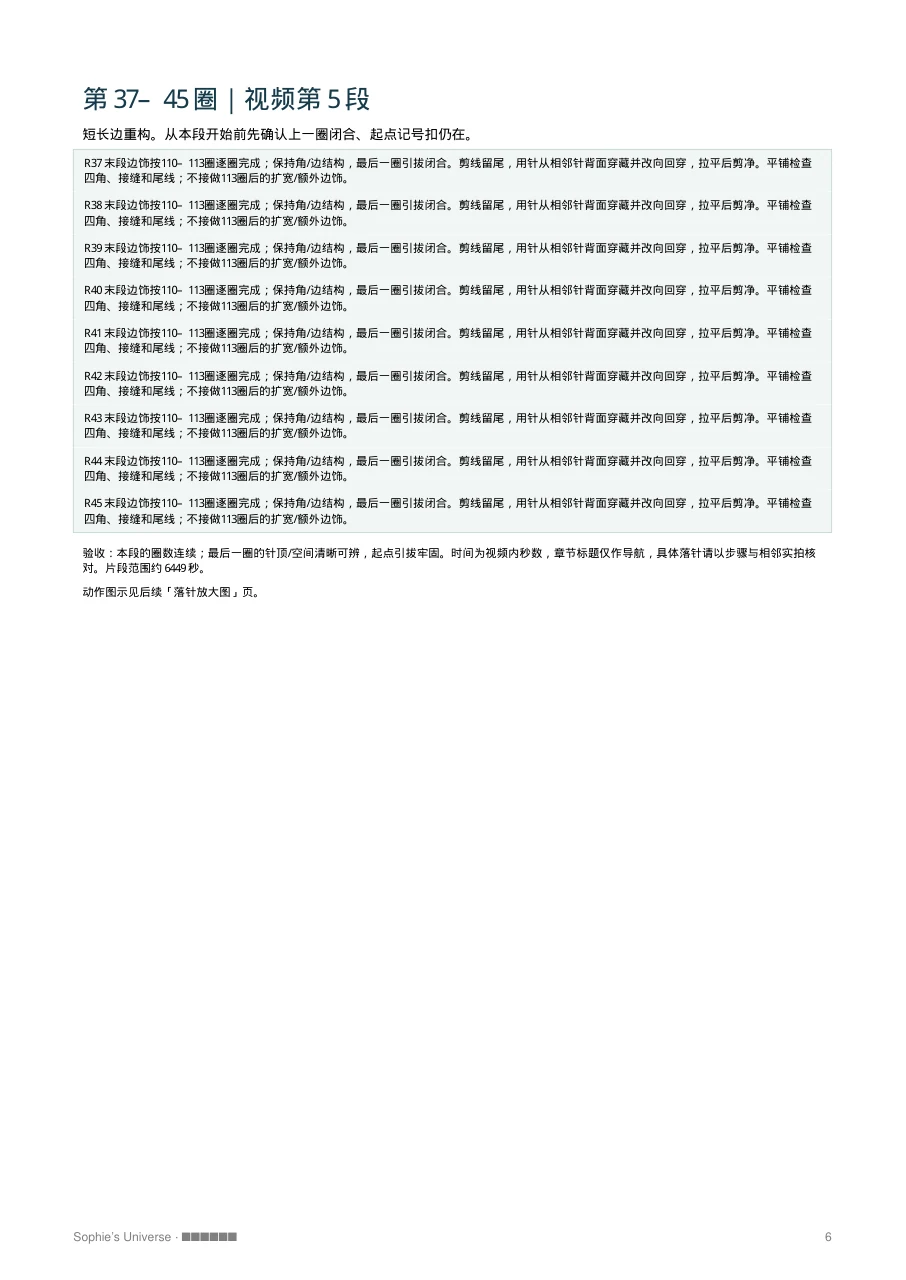 第 37– 45 圈｜视频第 5 段
短长边重构。从本段开始前先确认上一圈闭合、起点记号扣仍在。
R37 末段边饰按110– 113圈逐圈完成；保持角/边结构，最后一圈引拔闭合。剪线留尾，用针从相邻针背面穿藏并改向回穿，拉平后剪净。平铺检查
四角、接缝和尾线；不接做113圈后的扩宽/额外边饰。
R38 末段边饰按110– 113圈逐圈完成；保持角/边结构，最后一圈引拔闭合。剪线留尾，用针从相邻针背面穿藏并改向回穿，拉平后剪净。平铺检查
四角、接缝和尾线；不接做113圈后的扩宽/额外边饰。
R39 末段边饰按110– 113圈逐圈完成；保持角/边结构，最后一圈引拔闭合。剪线留尾，用针从相邻针背面穿藏并改向回穿，拉平后剪净。平铺检查
四角、接缝和尾线；不接做113圈后的扩宽/额外边饰。
R40 末段边饰按110– 113圈逐圈完成；保持角/边结构，最后一圈引拔闭合。剪线留尾，用针从相邻针背面穿藏并改向回穿，拉平后剪净。平铺检查
四角、接缝和尾线；不接做113圈后的扩宽/额外边饰。
R41 末段边饰按110– 113圈逐圈完成；保持角/边结构，最后一圈引拔闭合。剪线留尾，用针从相邻针背面穿藏并改向回穿，拉平后剪净。平铺检查
四角、接缝和尾线；不接做113圈后的扩宽/额外边饰。
R42 末段边饰按110– 113圈逐圈完成；保持角/边结构，最后一圈引拔闭合。剪线留尾，用针从相邻针背面穿藏并改向回穿，拉平后剪净。平铺检查
四角、接缝和尾线；不接做113圈后的扩宽/额外边饰。
R43 末段边饰按110– 113圈逐圈完成；保持角/边结构，最后一圈引拔闭合。剪线留尾，用针从相邻针背面穿藏并改向回穿，拉平后剪净。平铺检查
四角、接缝和尾线；不接做113圈后的扩宽/额外边饰。
R44 末段边饰按110– 113圈逐圈完成；保持角/边结构，最后一圈引拔闭合。剪线留尾，用针从相邻针背面穿藏并改向回穿，拉平后剪净。平铺检查
四角、接缝和尾线；不接做113圈后的扩宽/额外边饰。
R45 末段边饰按110– 113圈逐圈完成；保持角/边结构，最后一圈引拔闭合。剪线留尾，用针从相邻针背面穿藏并改向回穿，拉平后剪净。平铺检查
四角、接缝和尾线；不接做113圈后的扩宽/额外边饰。
验收：本段的圈数连续；最后一圈的针顶/空间清晰可辨，起点引拔牢固。时间为视频内秒数，章节标题仅作导航，具体落针请以步骤与相邻实拍核
对。片段范围约 6449 秒。
动作图示见后续「落针放大图」页。
Sophie's Universe · ■■■■■■
6